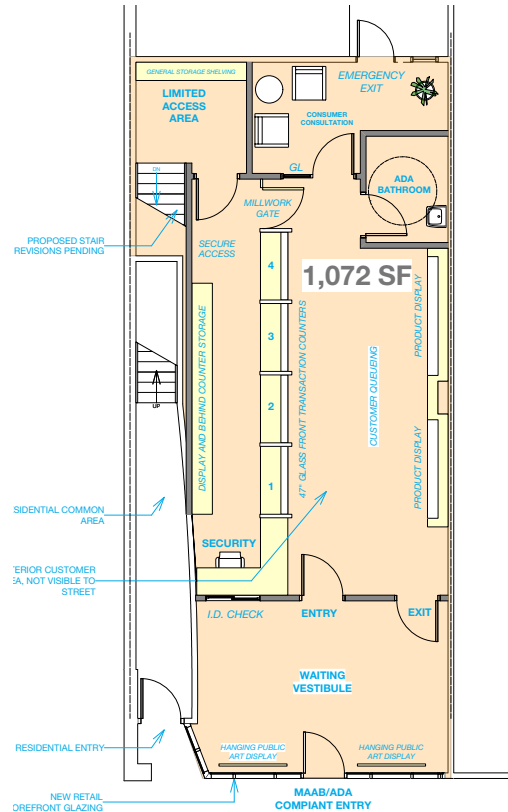 GENERAL STORAGE SHELVING
LIMITED
ACCESS
AREA
EMERGENCY
EXIT
CONSUMER
CONSULTATION
GL
DN
ADA
BATHROOM
MILLWORK
GATE
PROPOSED STAIR
REVISIONS PENDING
SECURE
ACCESS
4
1,072 SF
PRODUCT DISPLAY
3
47" GLASS FRONT TRANSACTION COUNTERS
CUSTOMER QUEUEING
DISPLAY AND BEHIND COUNTER STORAGE
2
UP
PRODUCT DISPLAY
1
SIDENTIAL COMMON
AREA
SECURITY
TERIOR CUSTOMER
EA, NOT VISIBLE TO
STREET
I.D. CHECK
ENTRY
EXIT
WAITING
VESTIBULE
RESIDENTIAL ENTRY
HANGING PUBLIC
ART DISPLAY
HANGING PUBLIC
ART DISPLAY
NEW RETAIL
OREFRONT GLAZING
MAAB/ADA
COMPIANT ENTRY